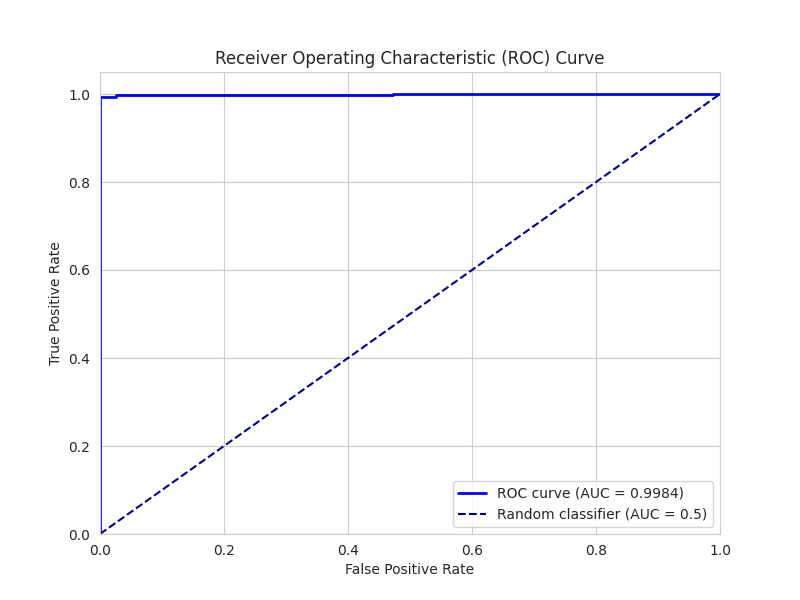 Receiver Operating Characteristic (ROC) Curve
True Positive Rate
1.0
0.8
0.6
0.4
0.2
0.0
ROC curve (AUC = 0.9984)
Random classifier (AUC = 0.5)
0.0 0.2 0.4 0.6 0.8 1.0
False Positive Rate